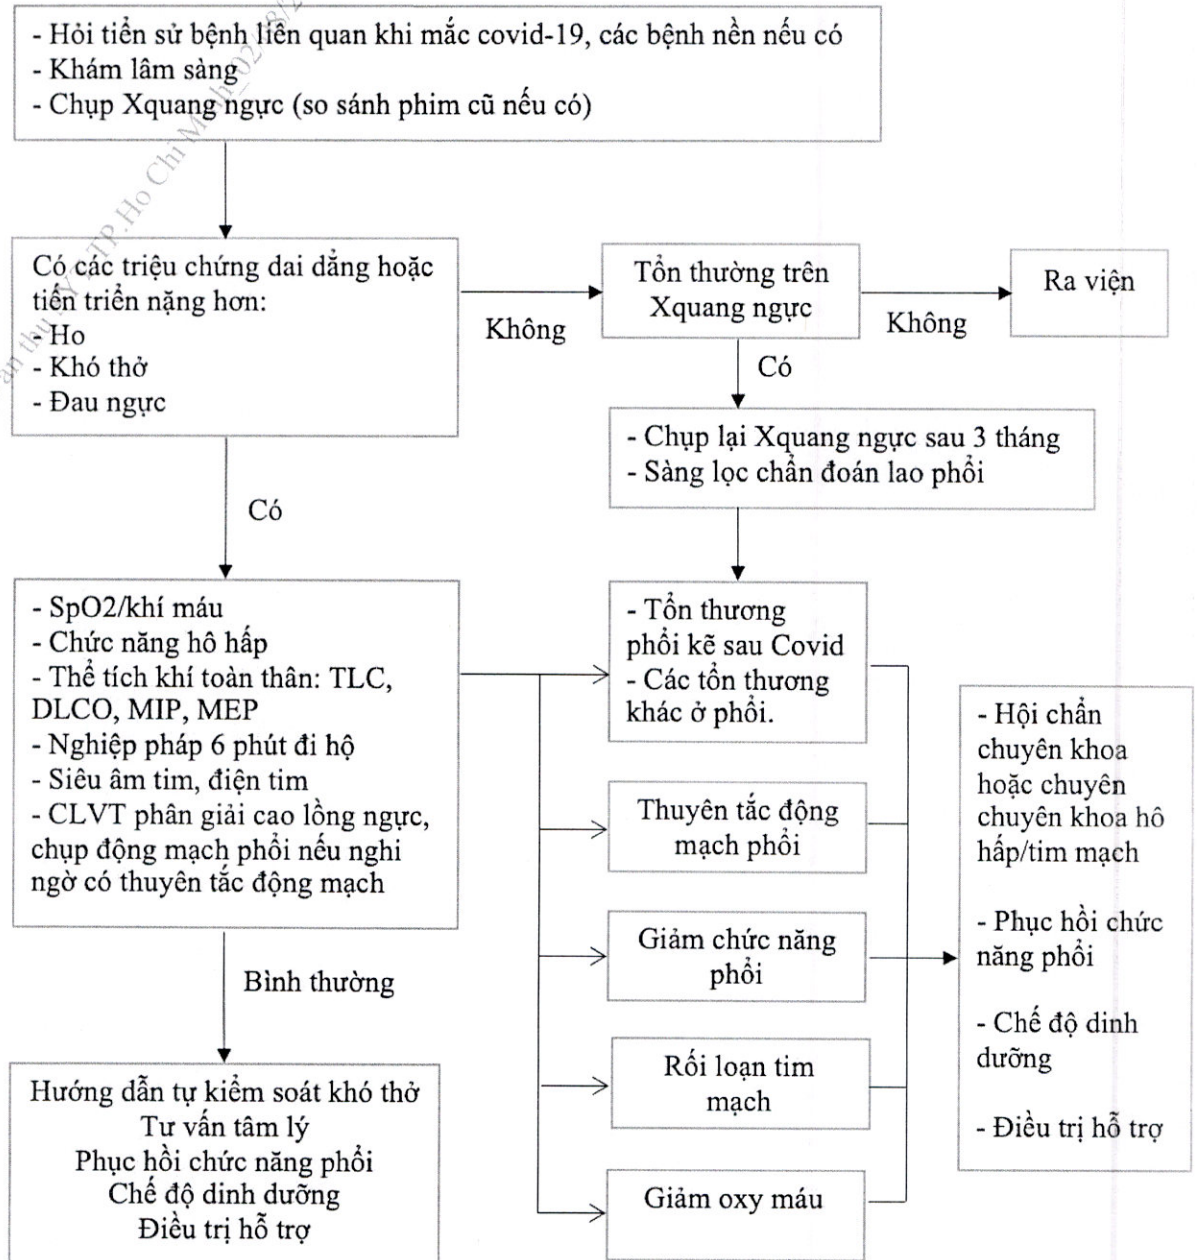 - Hỏi tiền sử bệnh liên quan khi mắc covid-19, các bệnh nền nếu có
- Khám lâm sàng
- Chụp Xquang ngực (so sánh phim cũ nếu có)
Có các triệu chứng dai dẳng hoặc
tiến triển nặng hơn:
- Ho
- Khó thở
- Đau ngực
Không
Tổn thường trên
Xquang ngực
Không
Ra viện
Có
- Chụp lại Xquang ngực sau 3 tháng
- Sàng lọc chẩn đoán lao phổi
Có
- SpO2/khí máu
- Chức năng hô hấp
- Thể tích khí toàn thân: TLC,
DLCO, MIP, MEP
- Nghiệp pháp 6 phút đi hộ
- Siêu âm tim, điện tim
- CLVT phân giải cao lồng ngực,
chụp động mạch phổi nếu nghi
ngờ có thuyên tắc động mạch
- Tổn thương
phổi kẽ sau Covid
- Các tổn thương
khác ở phổi.
Thuyên tắc động
mạch phổi
Giảm chức năng
phổi
Rối loạn tim
mạch
Giảm oxy máu
- Hội chẩn
chuyên khoa
hoặc chuyên
chuyên khoa hô
hấp/tim mạch
- Phục hồi chức
năng phổi
- Chế độ dinh
dưỡng
- Điều trị hỗ trợ
Bình thường
Hướng dẫn tự kiểm soát khó thở
Tư vấn tâm lý
Phục hồi chức năng phổi
Chế độ dinh dưỡng
Điều trị hỗ trợ
TP.Ho Chi Minh